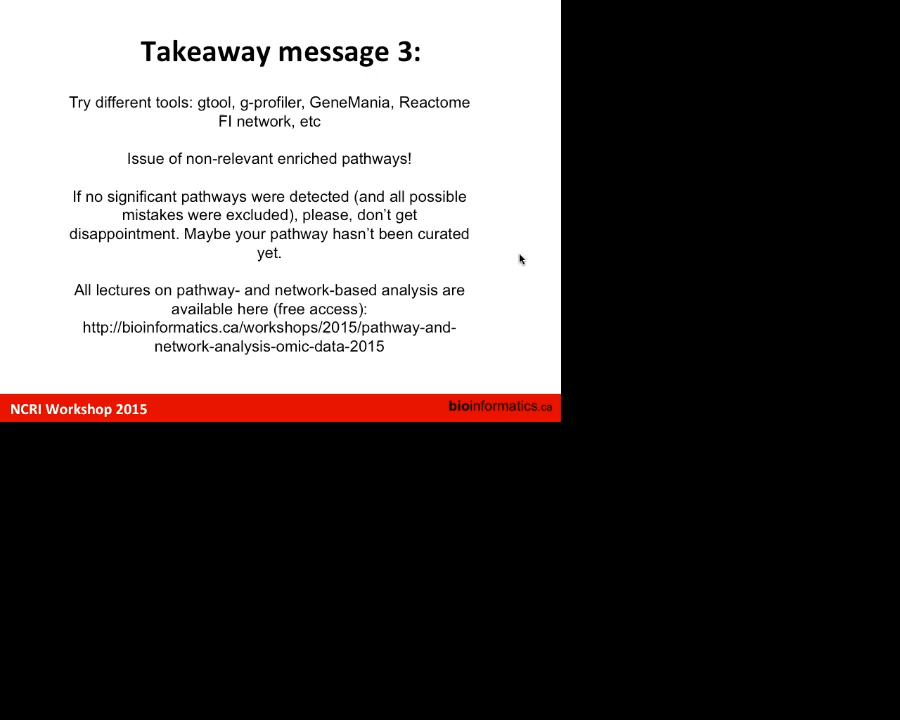 Takeaway message 3:
Try different tools: gtool, g-profiler, GeneMania, Reactome
FI network, etc
Issue of non-relevant enriched pathways!
If no significant pathways were detected (and all possible
mistakes were excluded), please, don’t get
disappointment. Maybe your pathway hasn’t been curated
yet.
All lectures on pathway- and network-based analysis are
available here (free access):
http://bioinformatics.ca/workshops/2015/pathway-and-
network-analysis-omic-data-2015
NCRI Workshop 2015
bioinformatics.ca